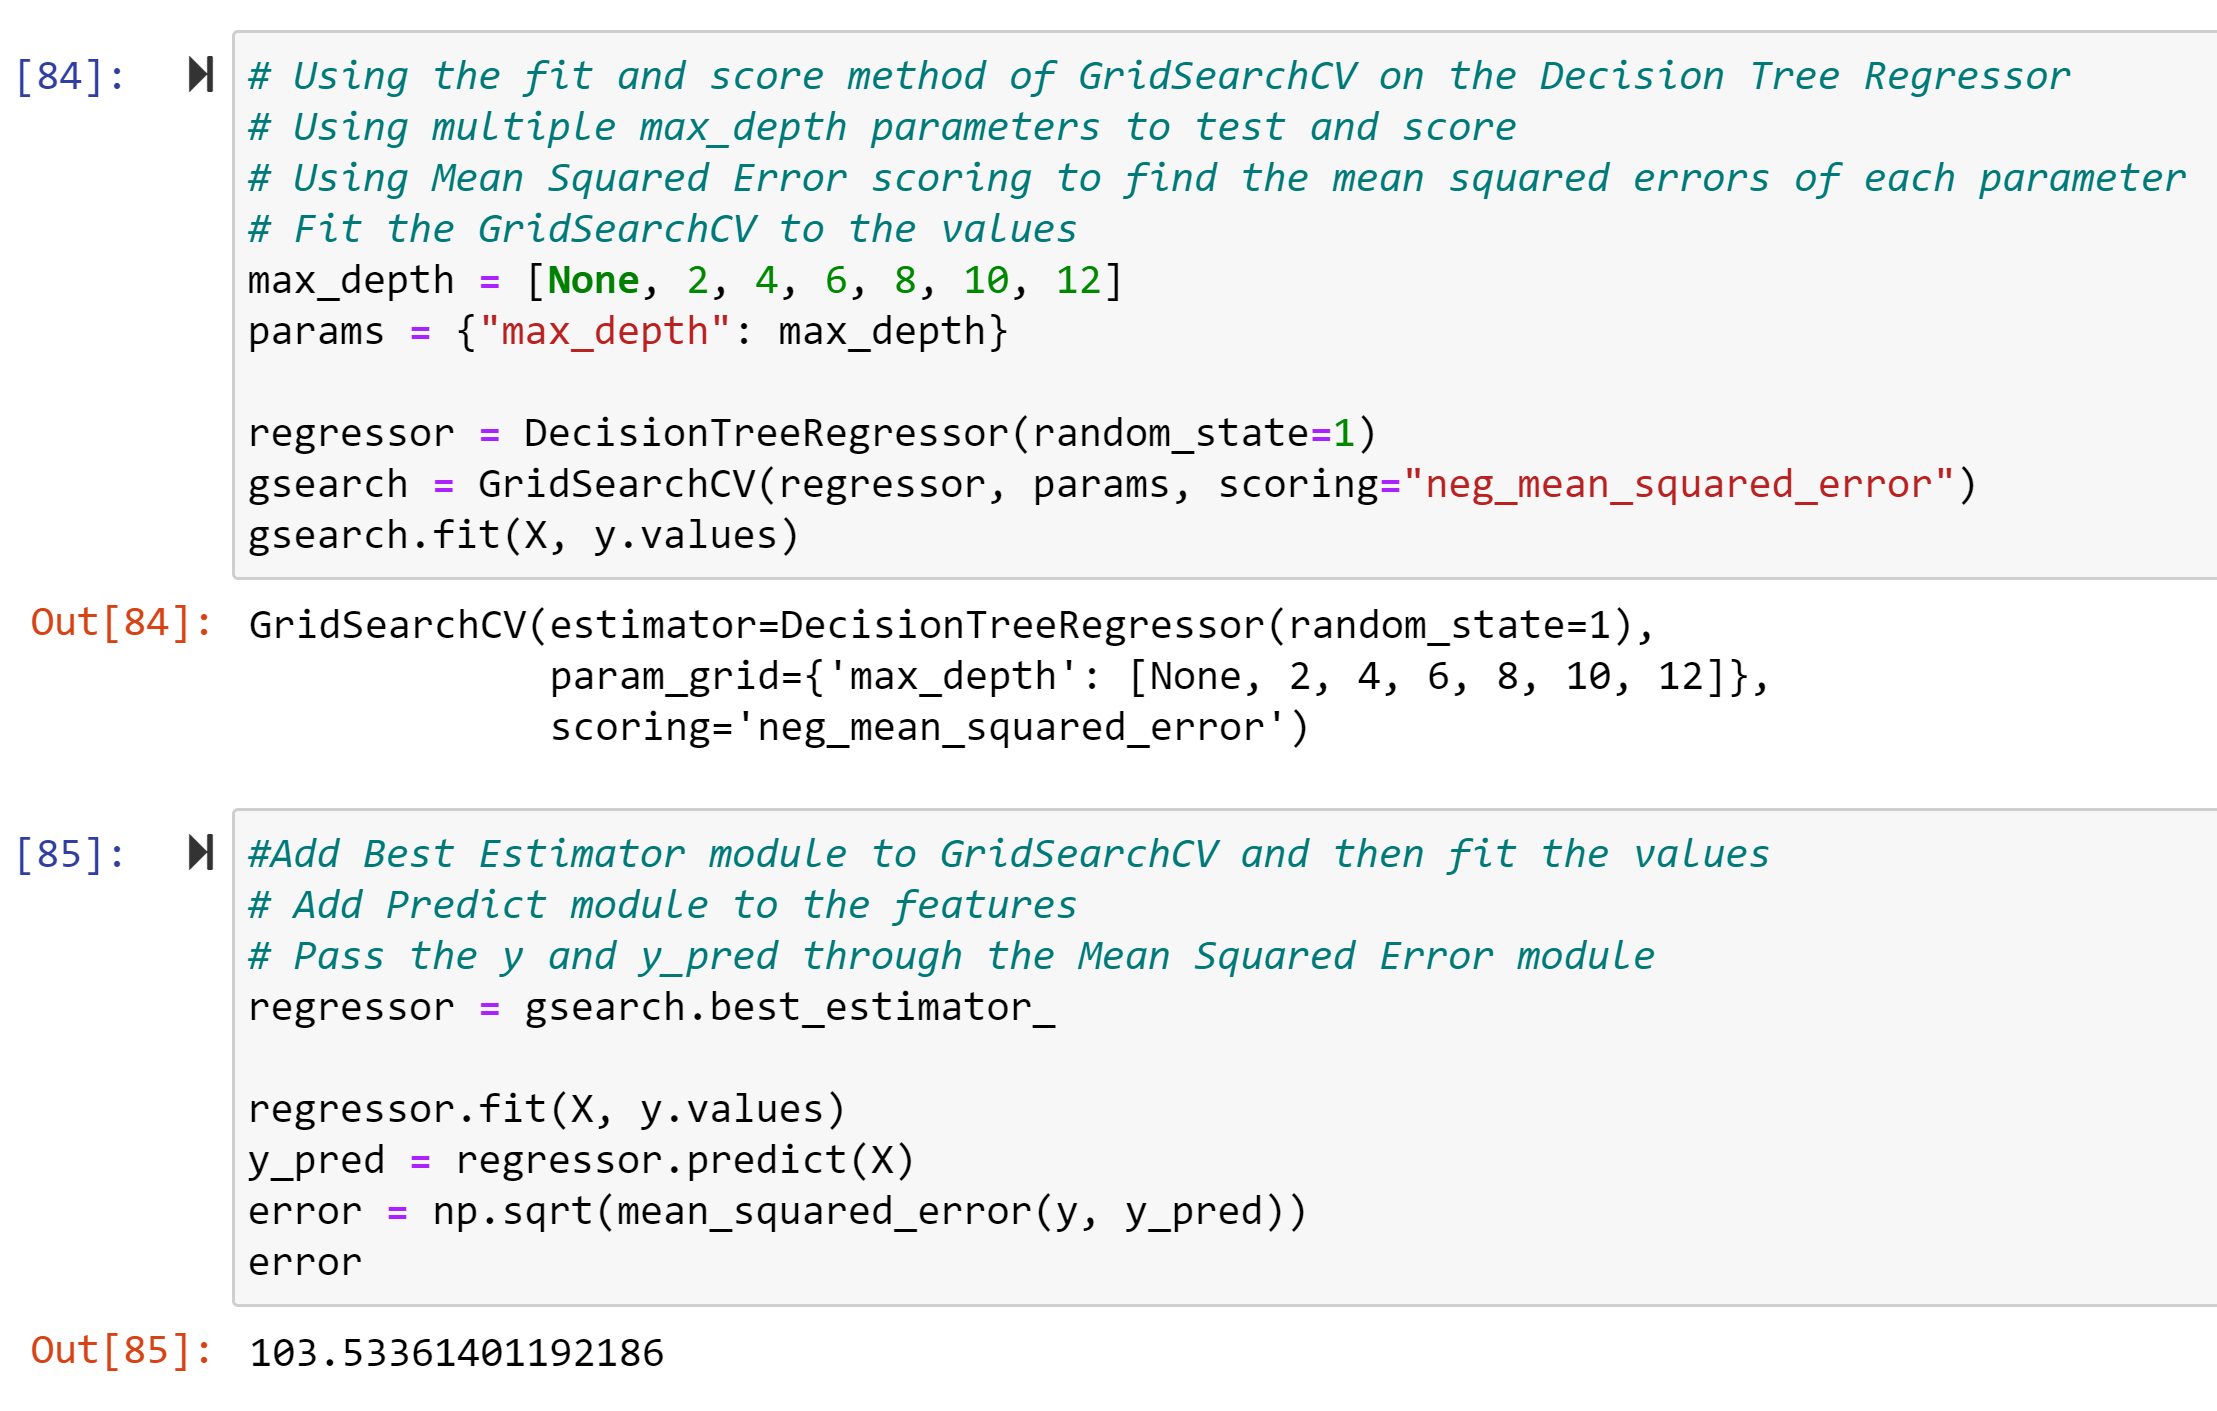 [84]:
# Using the fit and score method of GridSearchCV on the Decision Tree Regressor
# Using multiple max_depth parameters to test and score
# Using Mean Squared Error scoring to find the mean squared errors of each parameter
# Fit the GridSearchCV to the values
max_depth = [None, 2, 4, 6, 8, 10, 12]
params = {"max_depth": max_depth}

regressor = DecisionTreeRegressor(random_state=1)
gsearch = GridSearchCV(regressor, params, scoring="neg_mean_squared_error")
gsearch.fit(X, y.values)
Out[84]: GridSearchCV(estimator=DecisionTreeRegressor(random_state=1),
param_grid={'max_depth': [None, 2, 4, 6, 8, 10, 12]},
scoring='neg_mean_squared_error')
[85]:
#Add Best Estimator module to GridSearchCV and then fit the values
# Add Predict module to the features
# Pass the y and y_pred through the Mean Squared Error module
regressor = gsearch.best_estimator_

regressor.fit(X, y.values)
y_pred = regressor.predict(X)
error = np.sqrt(mean_squared_error(y, y_pred))
error
Out[85]: 103.53361401192186